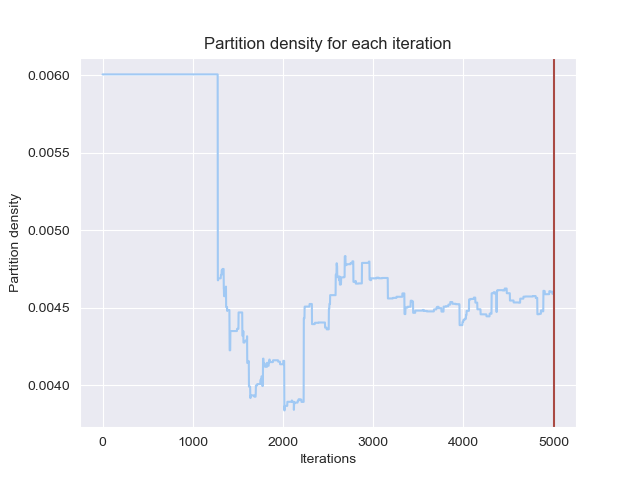 Partition density for each iteration
Partition density
0.0060
0.0055
0.0050
0.0045
0.0040
0 1000 2000 3000 4000 5000
Iterations